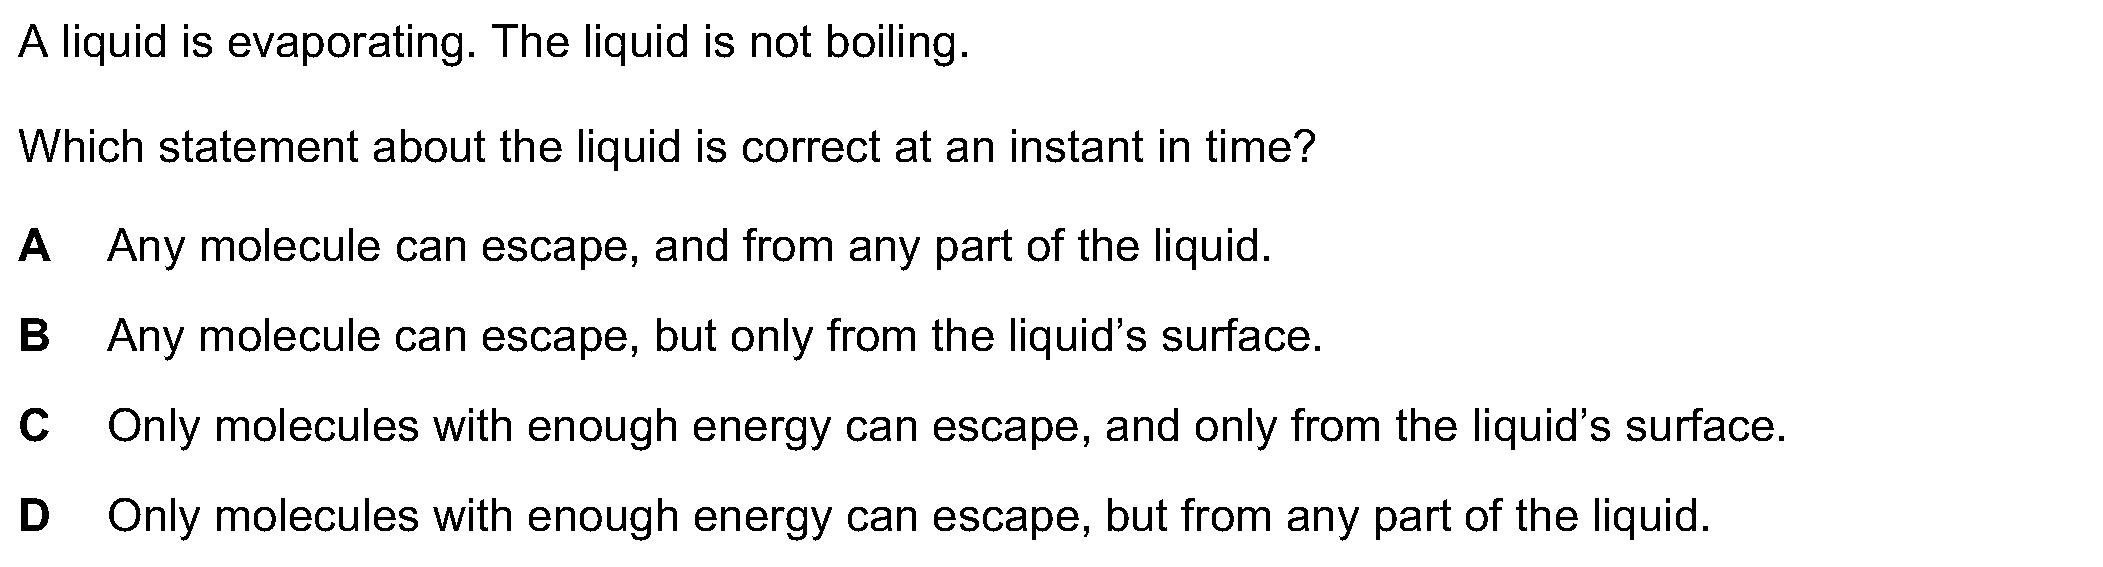 A liquid is evaporating. The liquid is not boiling.
Which statement about the liquid is correct at an instant in time?
A Any molecule can escape, and from any part of the liquid.
B Any molecule can escape, but only from the liquid’s surface.
C Only molecules with enough energy can escape, and only from the liquid’s surface.
D Only molecules with enough energy can escape, but from any part of the liquid.